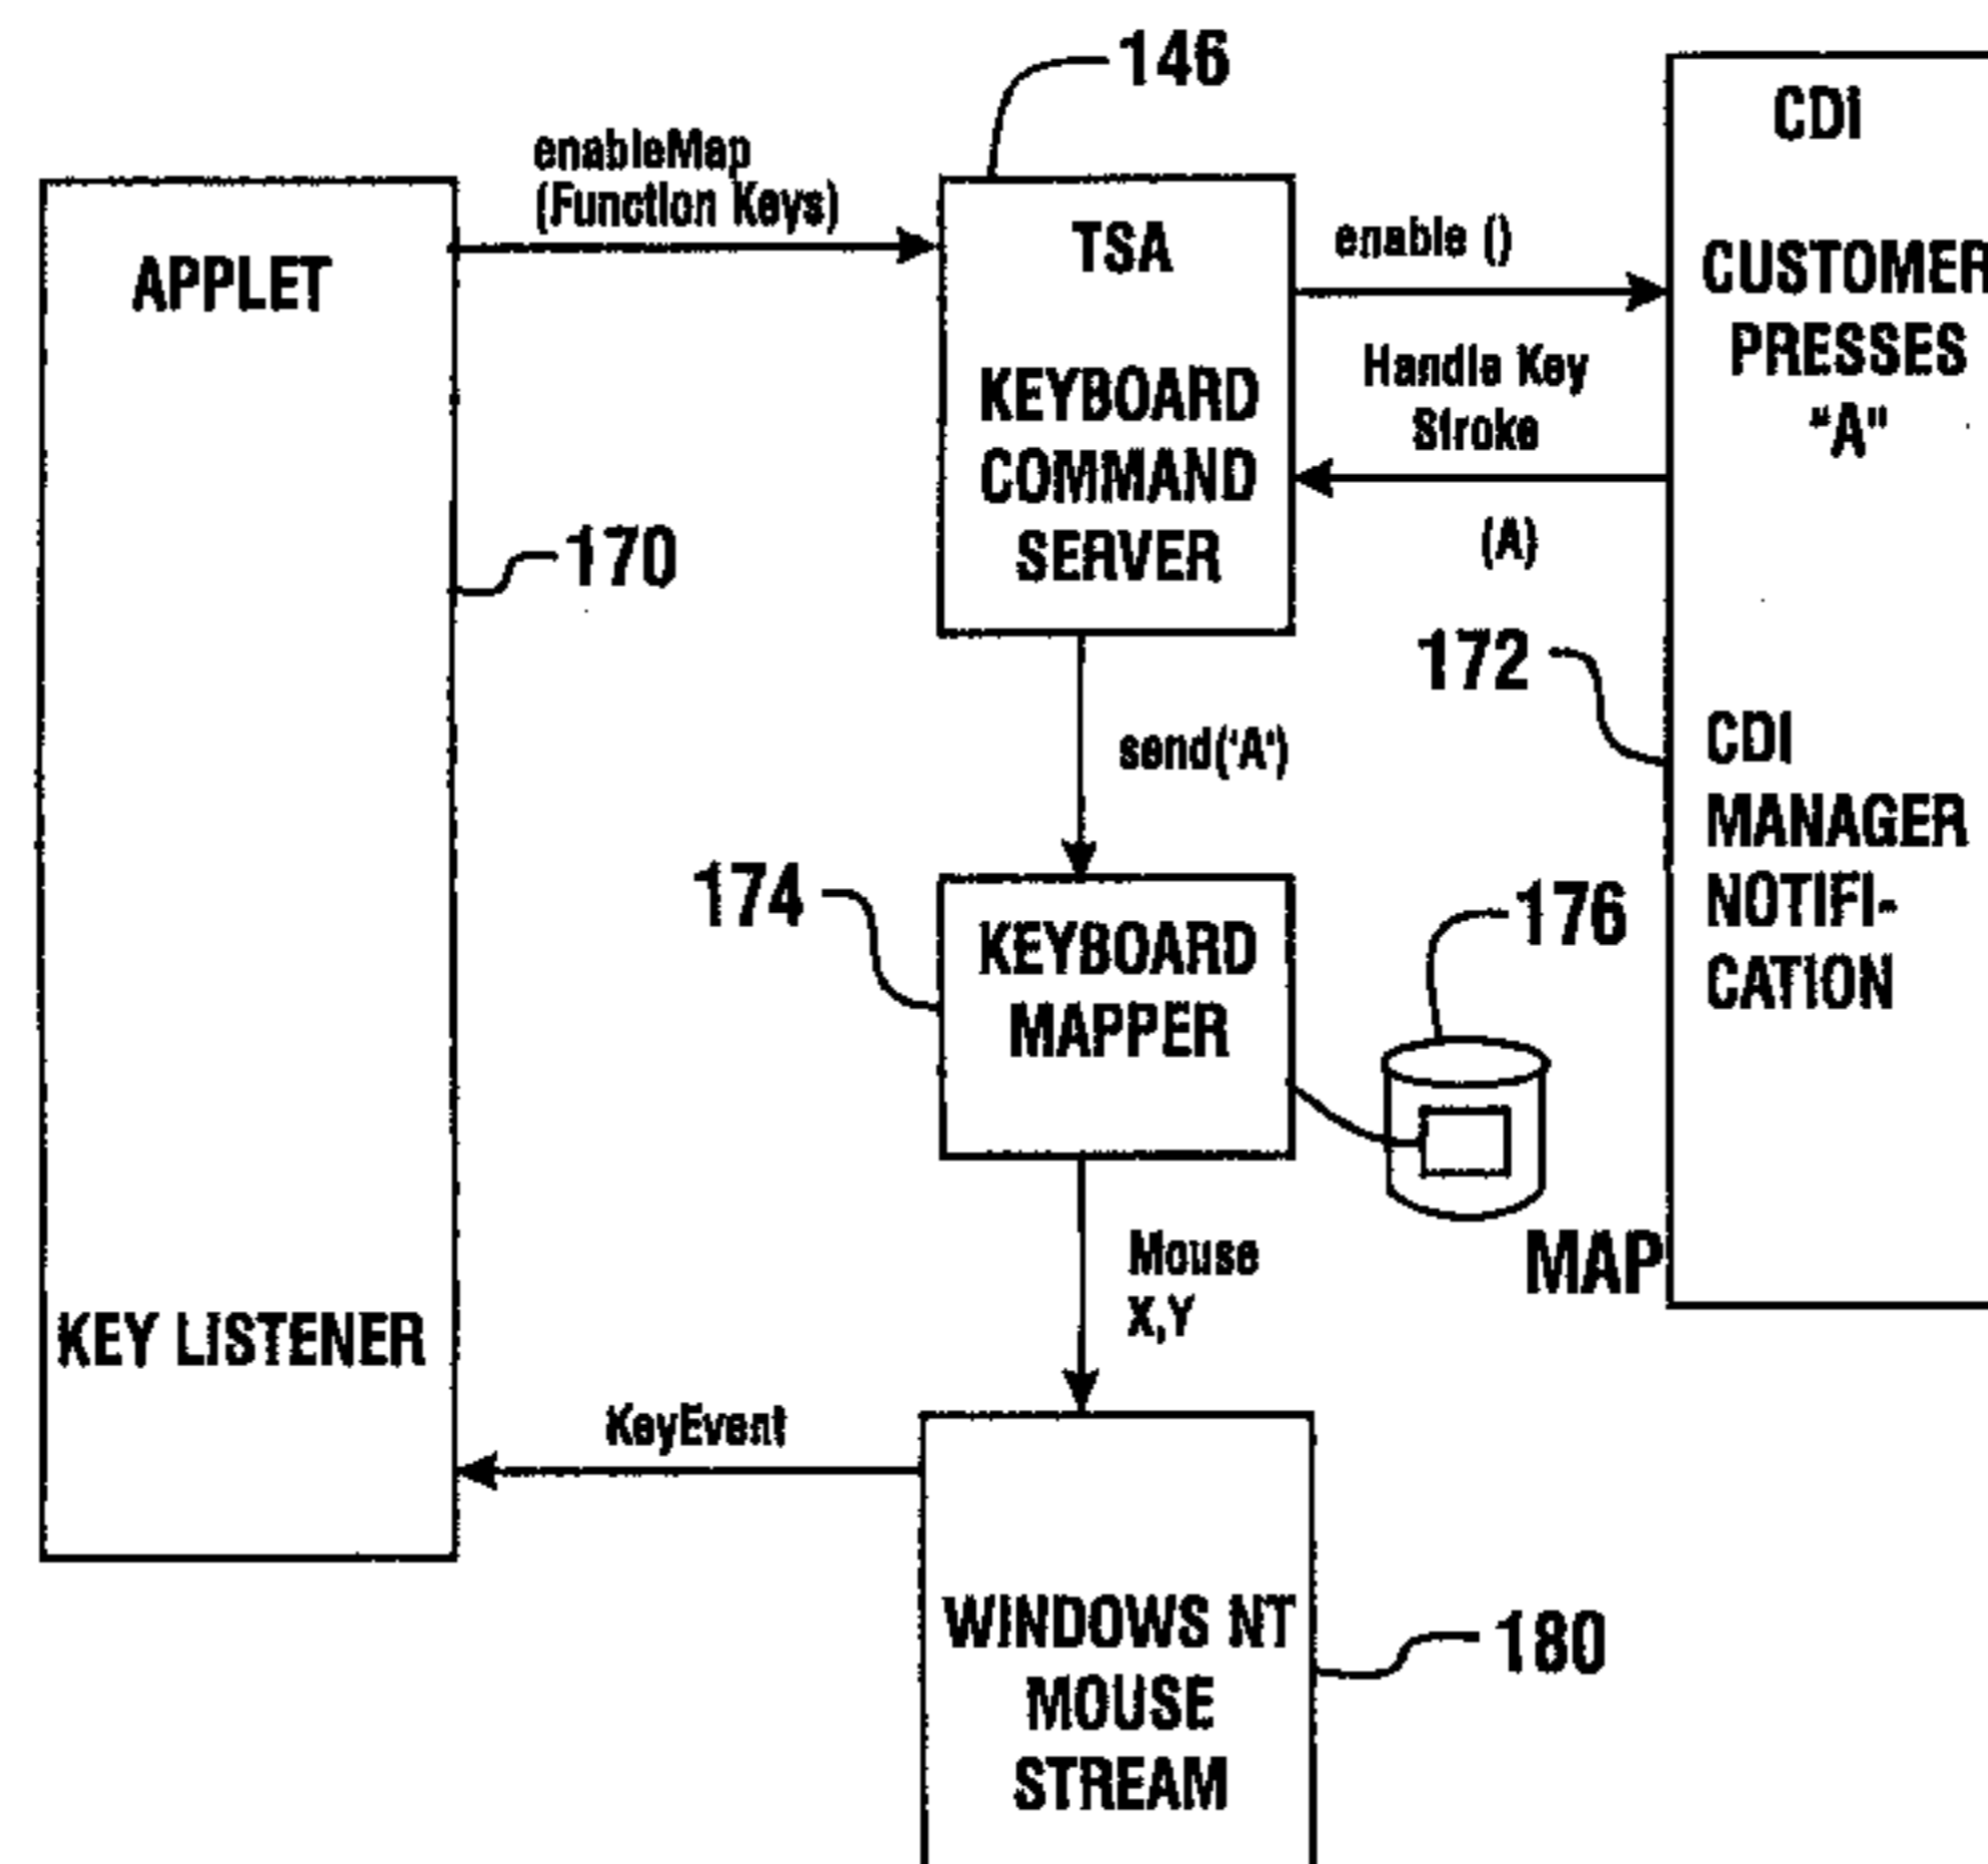 146
CDI
enableMap
(Function Keys)
APPLET
TSA
KEYBOARD
COMMAND
SERVER
enable ()
CUSTOMER
PRESSES
"A"
Handle Key
Stroke
(A)
170
172
CDI
MANAGER
NOTIFI-
CATION
send('A')
174
KEYBOARD
MAPPER
176
MAP
Mouse
X,Y
KEY LISTENER
KeyEvent
WINDOWS NT
MOUSE
STREAM
180